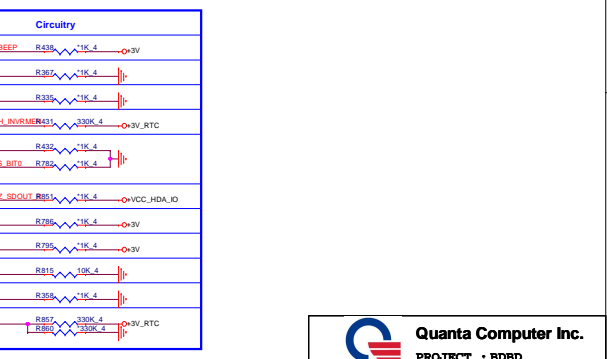 Circuitry
BEEP R438 *1K_4 +3V
R367 *1K_4
R335 *1K_4
H_INVRMEN R431 330K_4 +3V_RTC
R432 *1K_4
S_BIT0 R782 *1K_4
Z_SDOUT_R R851 *1K_4 +VCC_HDA_IO
R786 *1K_4 +3V
R795 *1K_4 +3V
R815 10K_4
R358 *1K_4
R857 330K_4 +3V_RTC
R860 *330K_4
Quanta Computer Inc.
PROJECT : BDBD